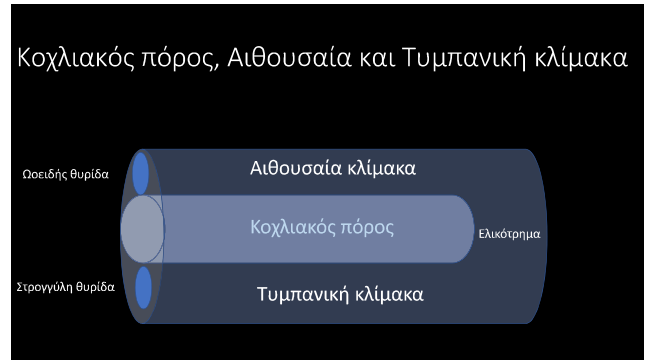 Κοχλιακός πόρος, Αιθουσαία και Τυμπανική κλίμακα
Ωοειδής θυρίδα
Αιθουσαία κλίμακα
Κοχλιακός πόρος
Ελικότρημα
Στρογγύλη θυρίδα
Τυμπανική κλίμακα